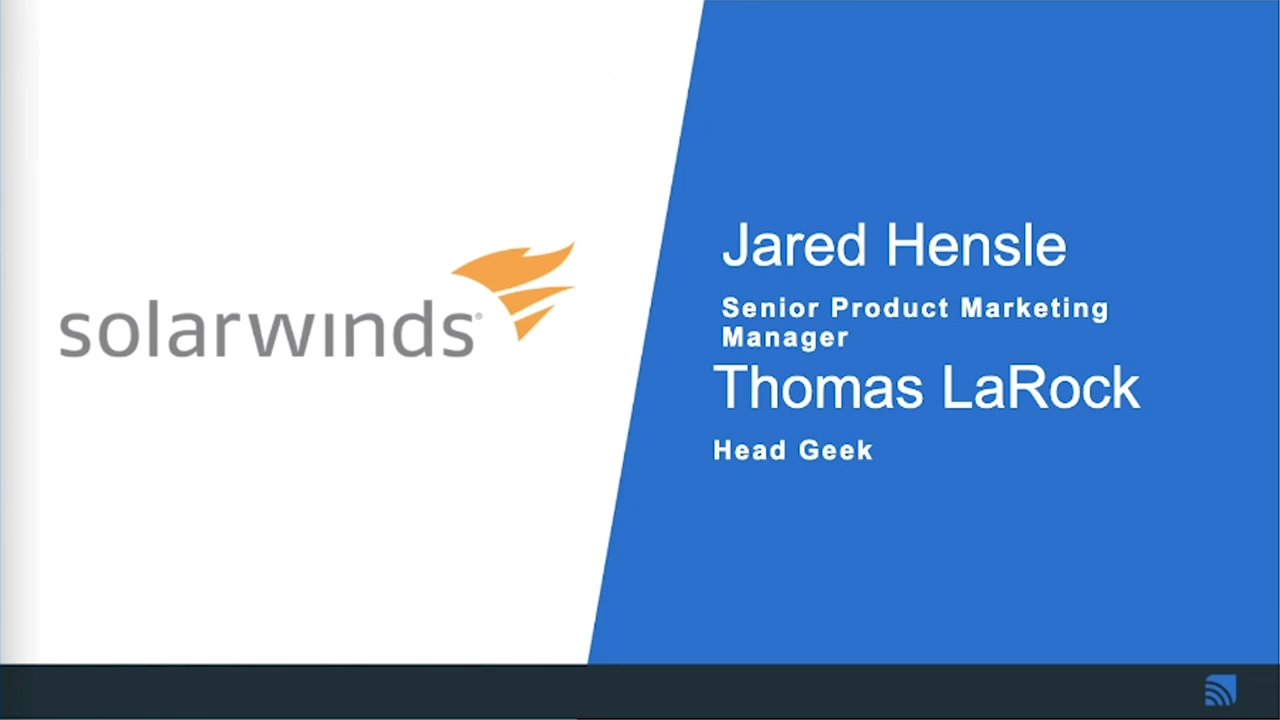 solarwinds®
Jared Hensle
Senior Product Marketing
Manager
Thomas LaRock
Head Geek